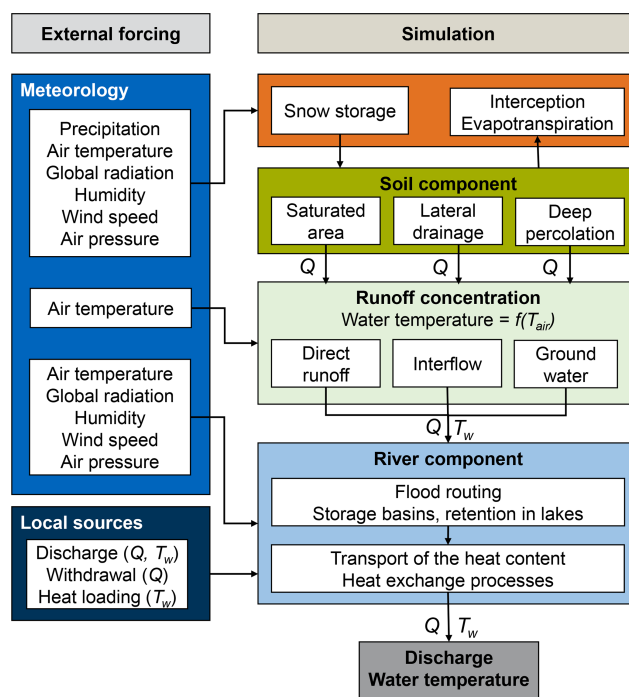 External forcing
Simulation
Meteorology
Precipitation
Air temperature
Global radiation
Humidity
Wind speed
Air pressure
Air temperature
Air temperature
Global radiation
Humidity
Wind speed
Air pressure
Local sources
Discharge (Q, Tw)
Withdrawal (Q)
Heat loading (Tw)
Snow storage
Interception
Evapotranspiration
Soil component
Saturated
area
Lateral
drainage
Deep
percolation
Q
Q
Q
Runoff concentration
Water temperature = f(Tair)
Direct
runoff
Interflow
Ground
water
Q Tw
River component
Flood routing
Storage basins, retention in lakes
Transport of the heat content
Heat exchange processes
Q Tw
Discharge
Water temperature